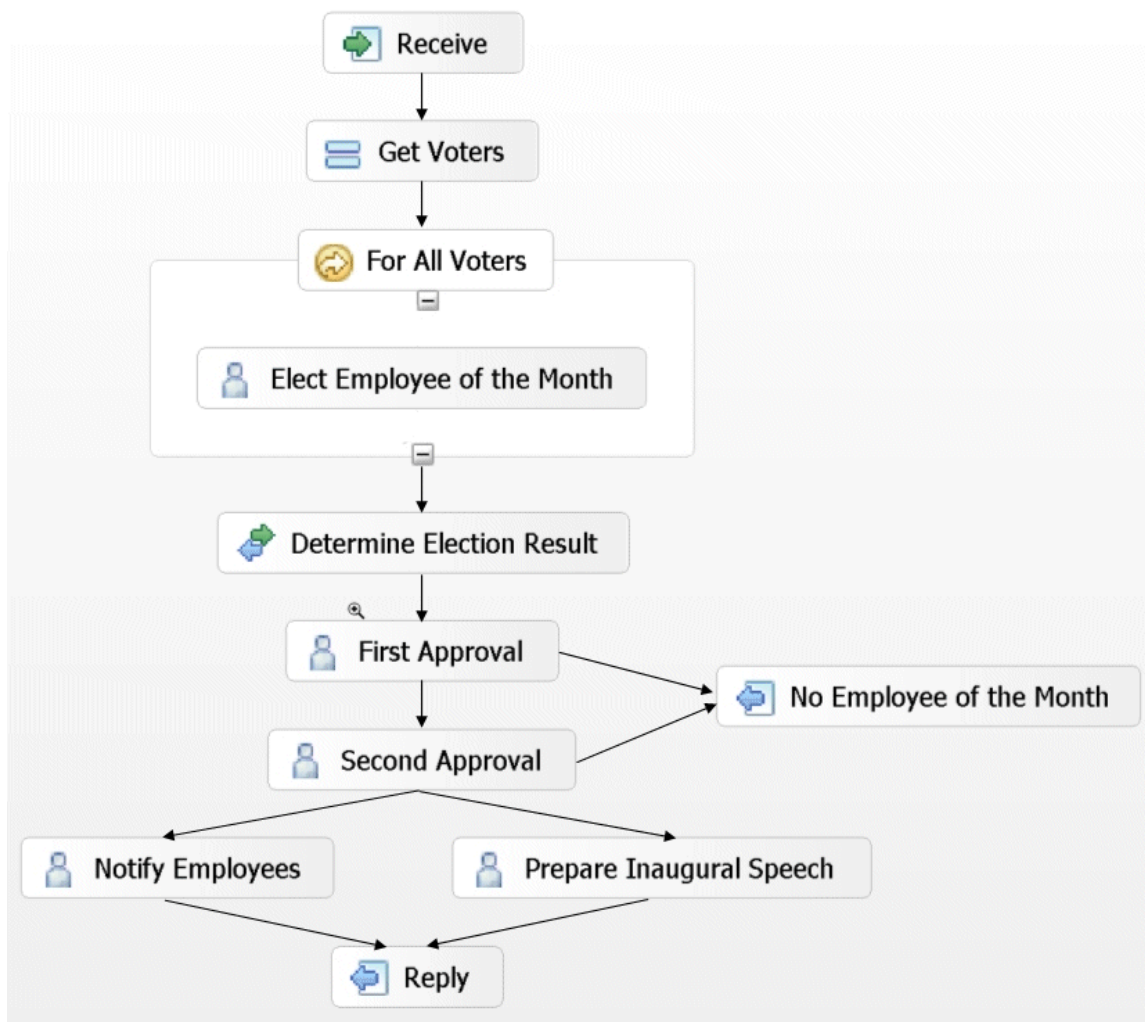 Receive
Get Voters
For All Voters
Elect Employee of the Month
Determine Election Result
First Approval
No Employee of the Month
Second Approval
Notify Employees
Prepare Inaugural Speech
Reply